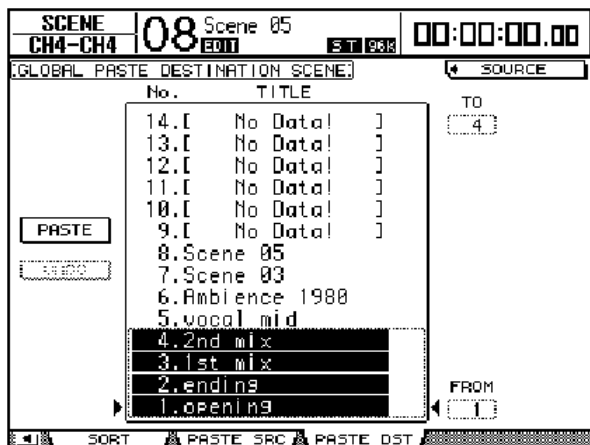 SCENE
CH4-CH4
08 Scene 05
EDIT
ST 96K
00:00:00.00
GLOBAL PASTE DESTINATION SCENE
SOURCE
No. TITLE
TO
4
14.[ No Data! ]
13.[ No Data! ]
12.[ No Data! ]
11.[ No Data! ]
10.[ No Data! ]
9.[ No Data! ]
PASTE
8.Scene 05
UNDO
7.Scene 03
6.Ambience 1980
5.vocal mid
4.2nd mix
3.1st mix
2.ending
1.opening
FROM
1
SORT
PASTE SRC
PASTE DST